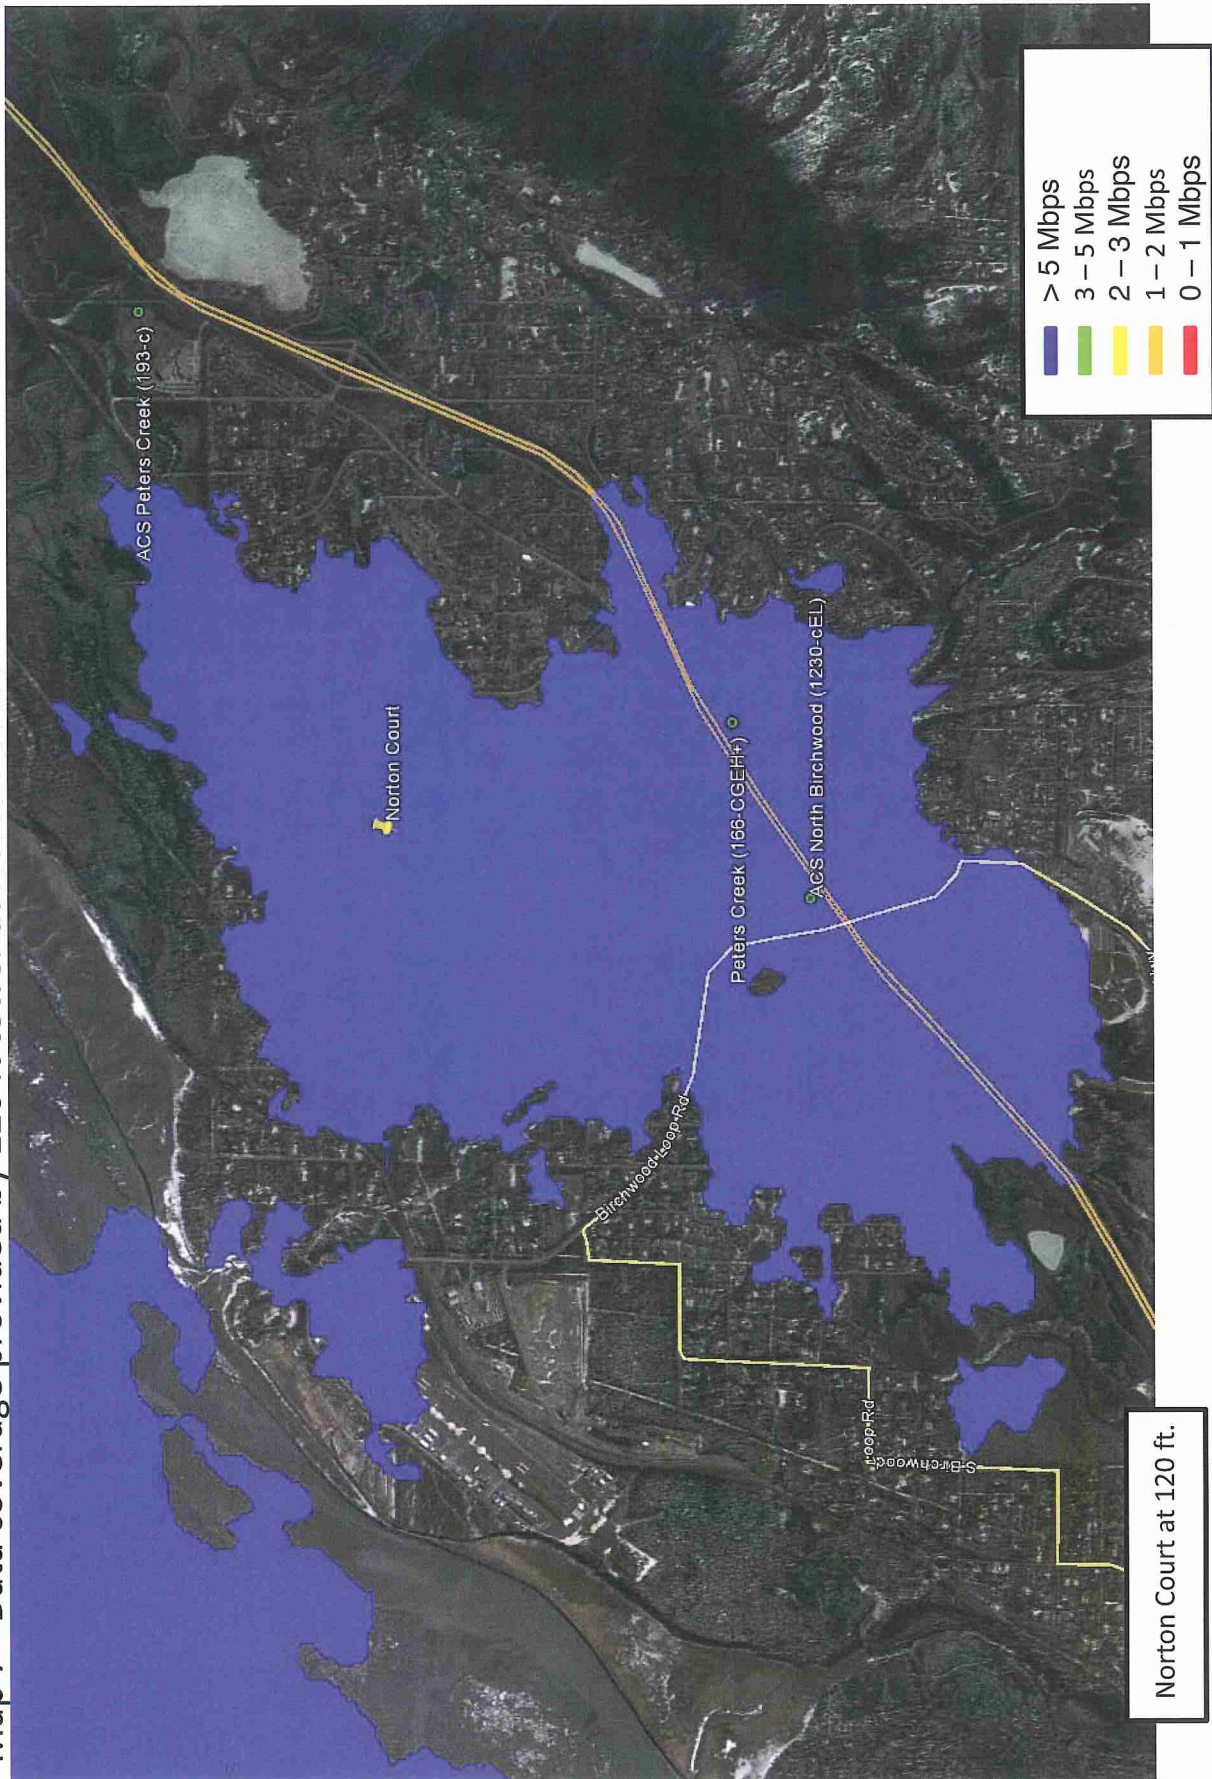 ACS Peters Creek (193-c)
Norton Court
Peters Creek (166-CGEH+)
ACS North Birchwood (1230-cEL)
Birchwood-Loop-Rd
S-Birchwood
Loop-Rd
> 5 Mbps
3 – 5 Mbps
2 – 3 Mbps
1 – 2 Mbps
0 – 1 Mbps
Norton Court at 120 ft.